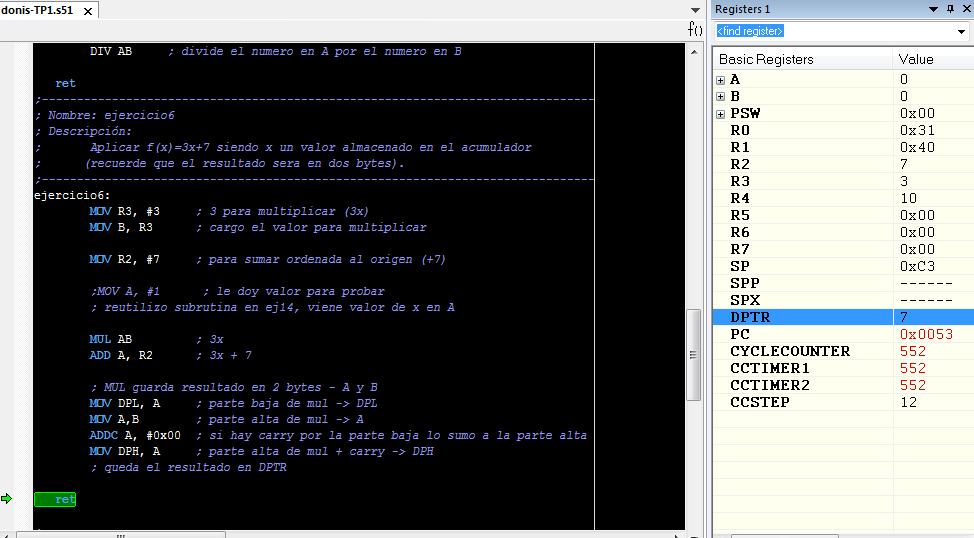 donis-TP1.s51 ×
f()
DIV AB ; divide el numero en A por el numero en B
ret
;--------------------------------------------------------------------------------
; Nombre: ejercicio6
; Descripción:
; Aplicar f(x)=3x+7 siendo x un valor almacenado en el acumulador
; (recuerde que el resultado sera en dos bytes).
;--------------------------------------------------------------------------------
ejercicio6:
MOV R3, #3 ; 3 para multiplicar (3x)
MOV B, R3 ; cargo el valor para multiplicar
MOV R2, #7 ; para sumar ordenada al origen (+7)
;MOV A, #1 ; le doy valor para probar
; reutilizo subrutina en ej14, viene valor de x en A
MUL AB ; 3x
ADD A, R2 ; 3x + 7
; MUL guarda resultado en 2 bytes - A y B
MOV DPL, A ; parte baja de mul -> DPL
MOV A,B ; parte alta de mul -> A
ADDC A, #0x00 ; si hay carry por la parte baja lo sumo a la parte alta
MOV DPH, A ; parte alta de mul + carry -> DPH
; queda el resultado en DPTR
ret
Registers 1
<find register>
Basic Registers Value
A 0
B 0
PSW 0x00
R0 0x31
R1 0x40
R2 7
R3 3
R4 10
R5 0x00
R6 0x00
R7 0x00
SP 0xC3
SPP ------
SPX ------
DPTR 7
PC 0x0053
CYCLECOUNTER 552
CCTIMER1 552
CCTIMER2 552
CCSTEP 12